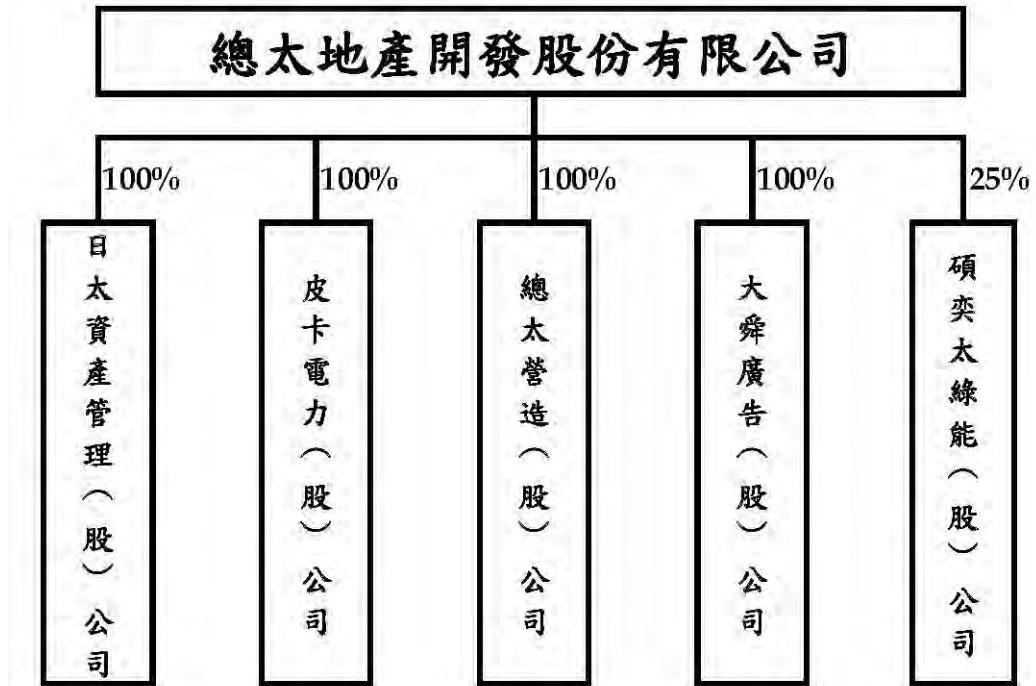 總太地產開發股份有限公司
100%
100%
100%
100%
25%
日太資產管理（股）公司
皮卡電力（股）公司
總太營造（股）公司
大舜廣告（股）公司
碩奕太綠能（股）公司